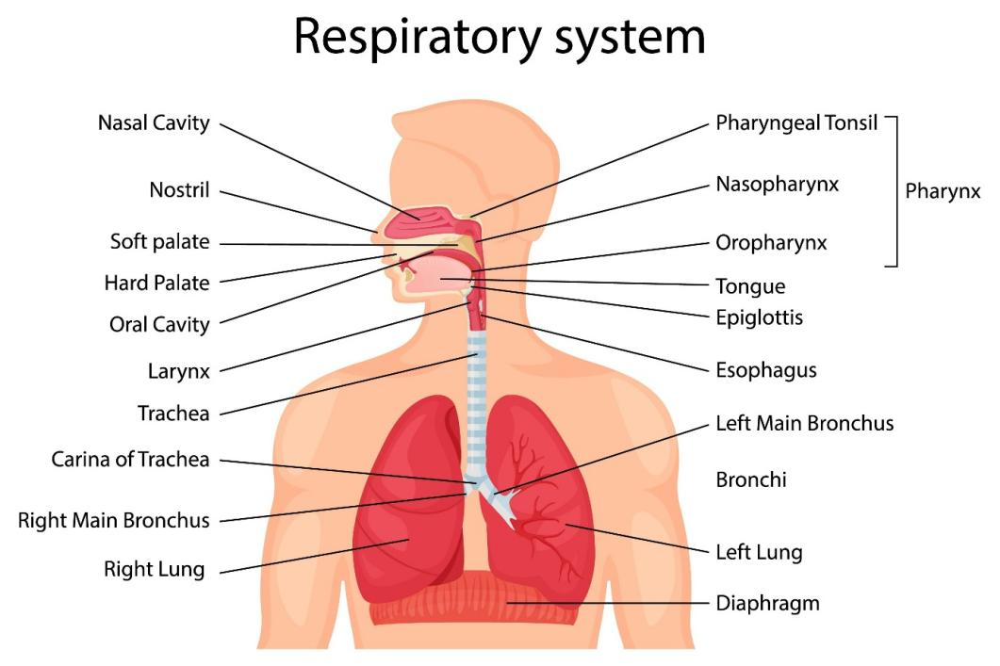 Respiratory system
Nasal Cavity
Nostril
Soft palate
Hard Palate
Oral Cavity
Larynx
Trachea
Carina of Trachea
Right Main Bronchus
Right Lung
Pharyngeal Tonsil
Nasopharynx
Pharynx
Oropharynx
Tongue
Epiglottis
Esophagus
Left Main Bronchus
Bronchi
Left Lung
Diaphragm